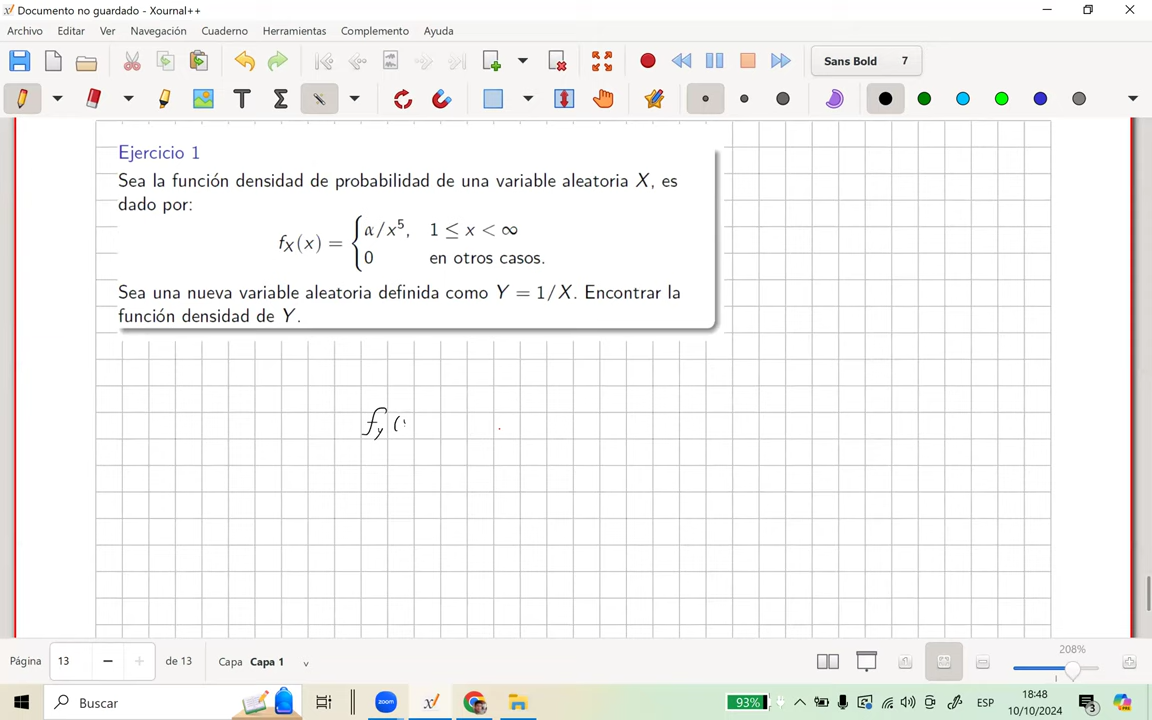 Documento no guardado - Xournal++
Archivo Editar Ver Navegación Cuaderno Herramientas Complemento Ayuda
Sans Bold 7
Ejercicio 1
Sea la función densidad de probabilidad de una variable aleatoria X, es
dado por:
fX(x) = { α/x⁵, 1 ≤ x < ∞
0 en otros casos.
Sea una nueva variable aleatoria definida como Y = 1/X. Encontrar la
función densidad de Y.
fy (
208%
Página 13 de 13 Capa Capa 1
Buscar
zoom
93%
ESP
18:48
10/10/2024
3